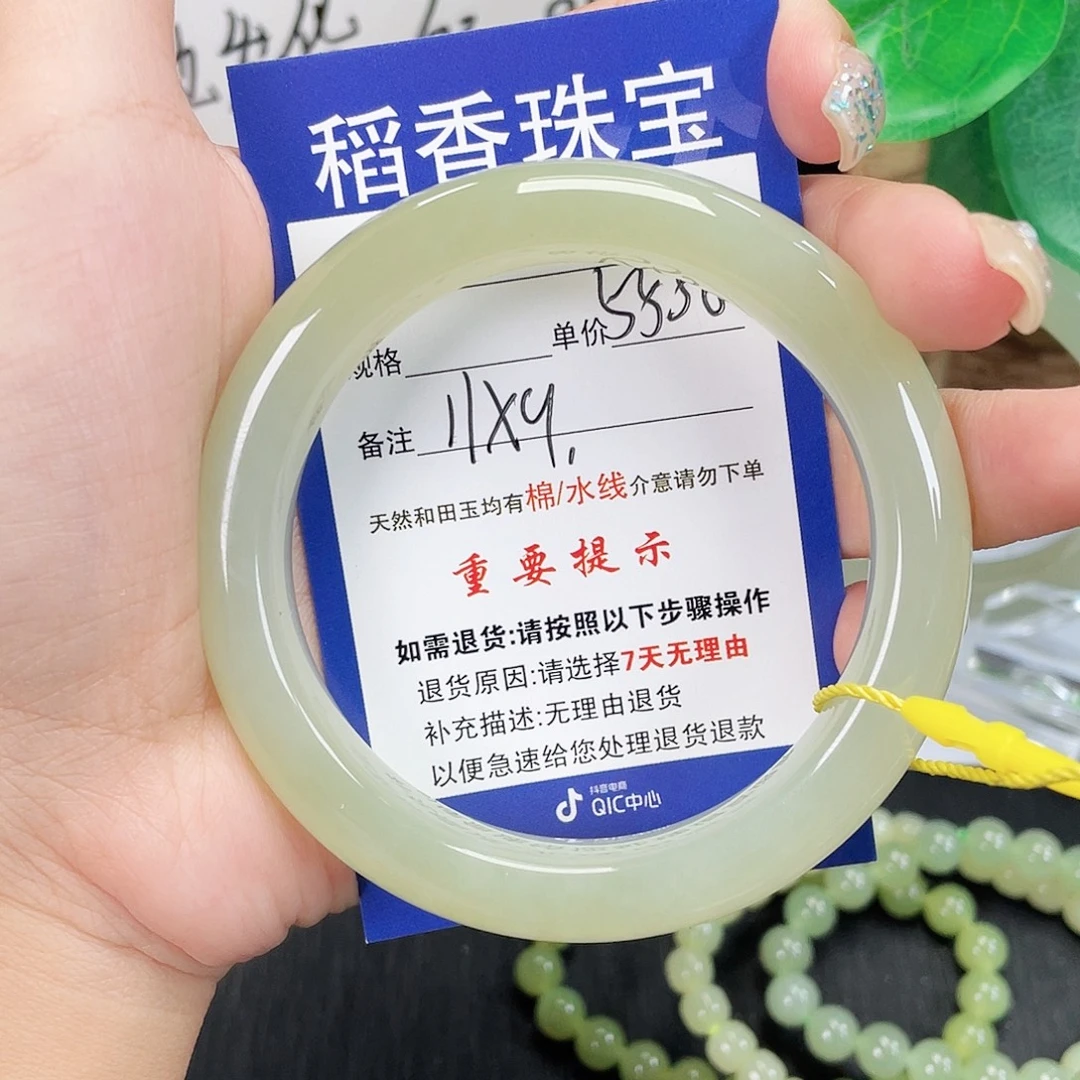 稻香珠宝
单价
规格
备注 11X9.
天然和田玉均有棉/水线介意请勿下单
重要提示
如需退货:请按照以下步骤操作
退货原因:请选择7天无理由
补充描述:无理由退货
以便急速给您处理退货退款
抖音电商
QIC中心